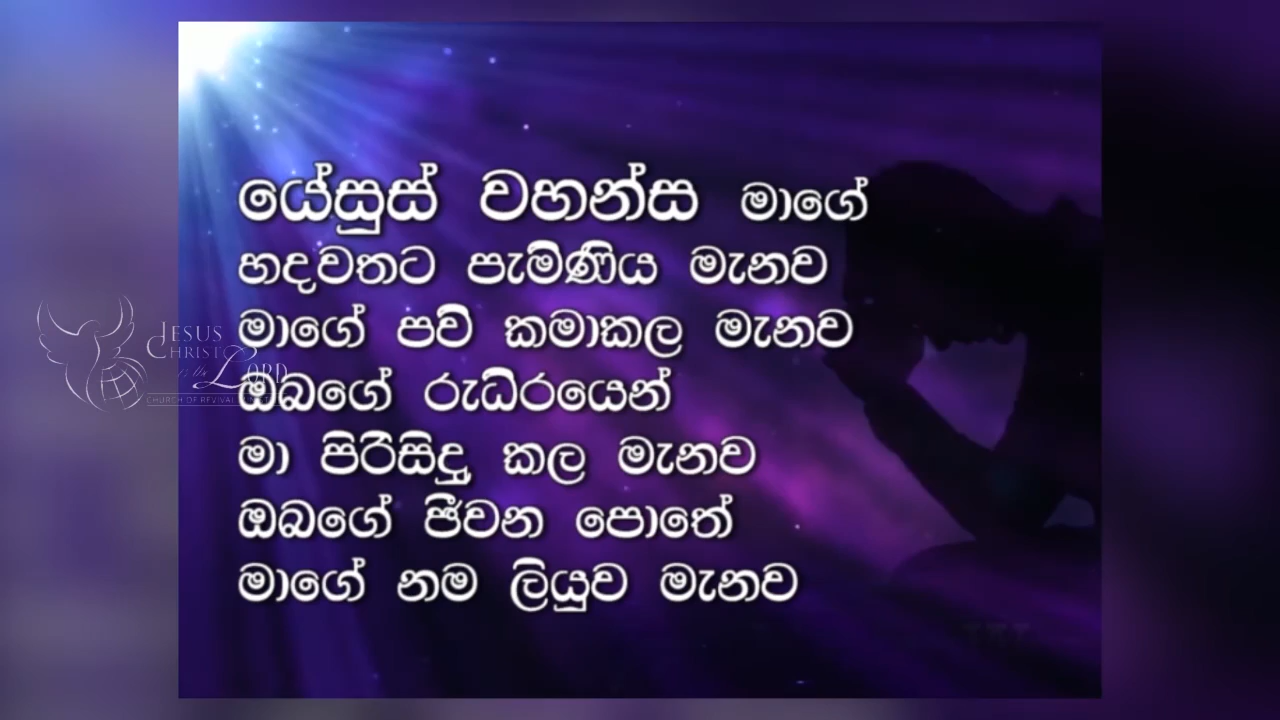 යේසුස් වහන්ස මාගේ
හදවතට පැමිණිය මැනව
මාගේ පව් කමාකල මැනව
ඔබගේ රුධිරයෙන්
මා පිරිසිදු කල මැනව
ඔබගේ ජීවන පොතේ
මාගේ නම ලියුව මැනව
JESUS
CHRIST
is the LORD
CHURCH OF REVIVAL